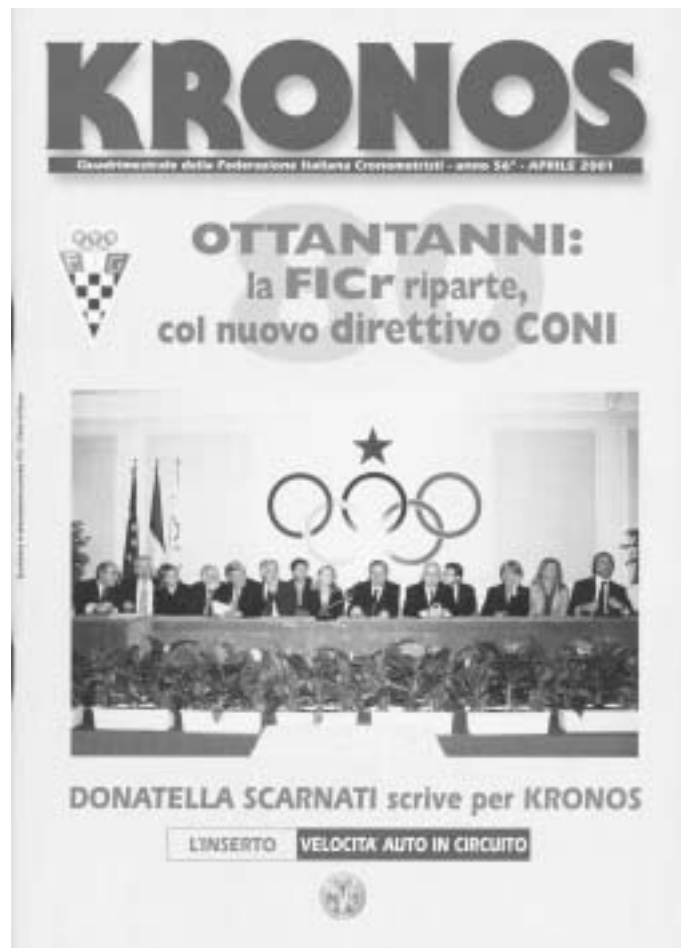 KRONOS
Quadrimestrale della Federazione Italiana Cronometristi - anno 56° - APRILE 2001
80
OTTANTANNI:
la FICr riparte,
col nuovo direttivo CONI
DONATELLA SCARNATI scrive per KRONOS
L'INSERTO VELOCITA' AUTO IN CIRCUITO